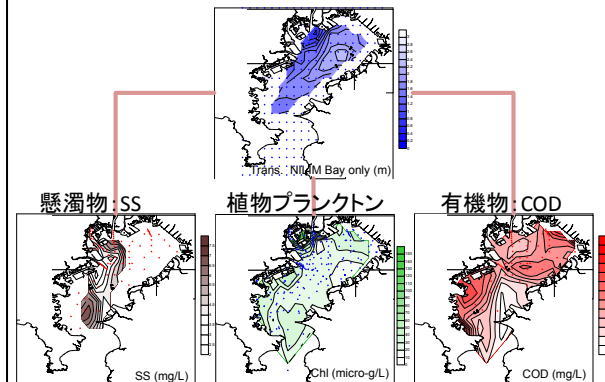 Trans. NILIM Bay only (m)
懸濁物:SS
植物プランクトン
有機物:COD
SS (mg/L)
Chl (micro-g/L)
COD (mg/L)